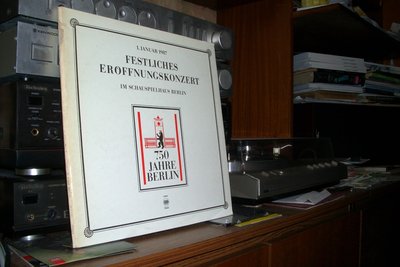 1. JANUAR 1987
FESTLICHES
ERÖFFNUNGSKONZERT
IM SCHAUSPIELHAUS BERLIN
750
JAHRE
BERLIN